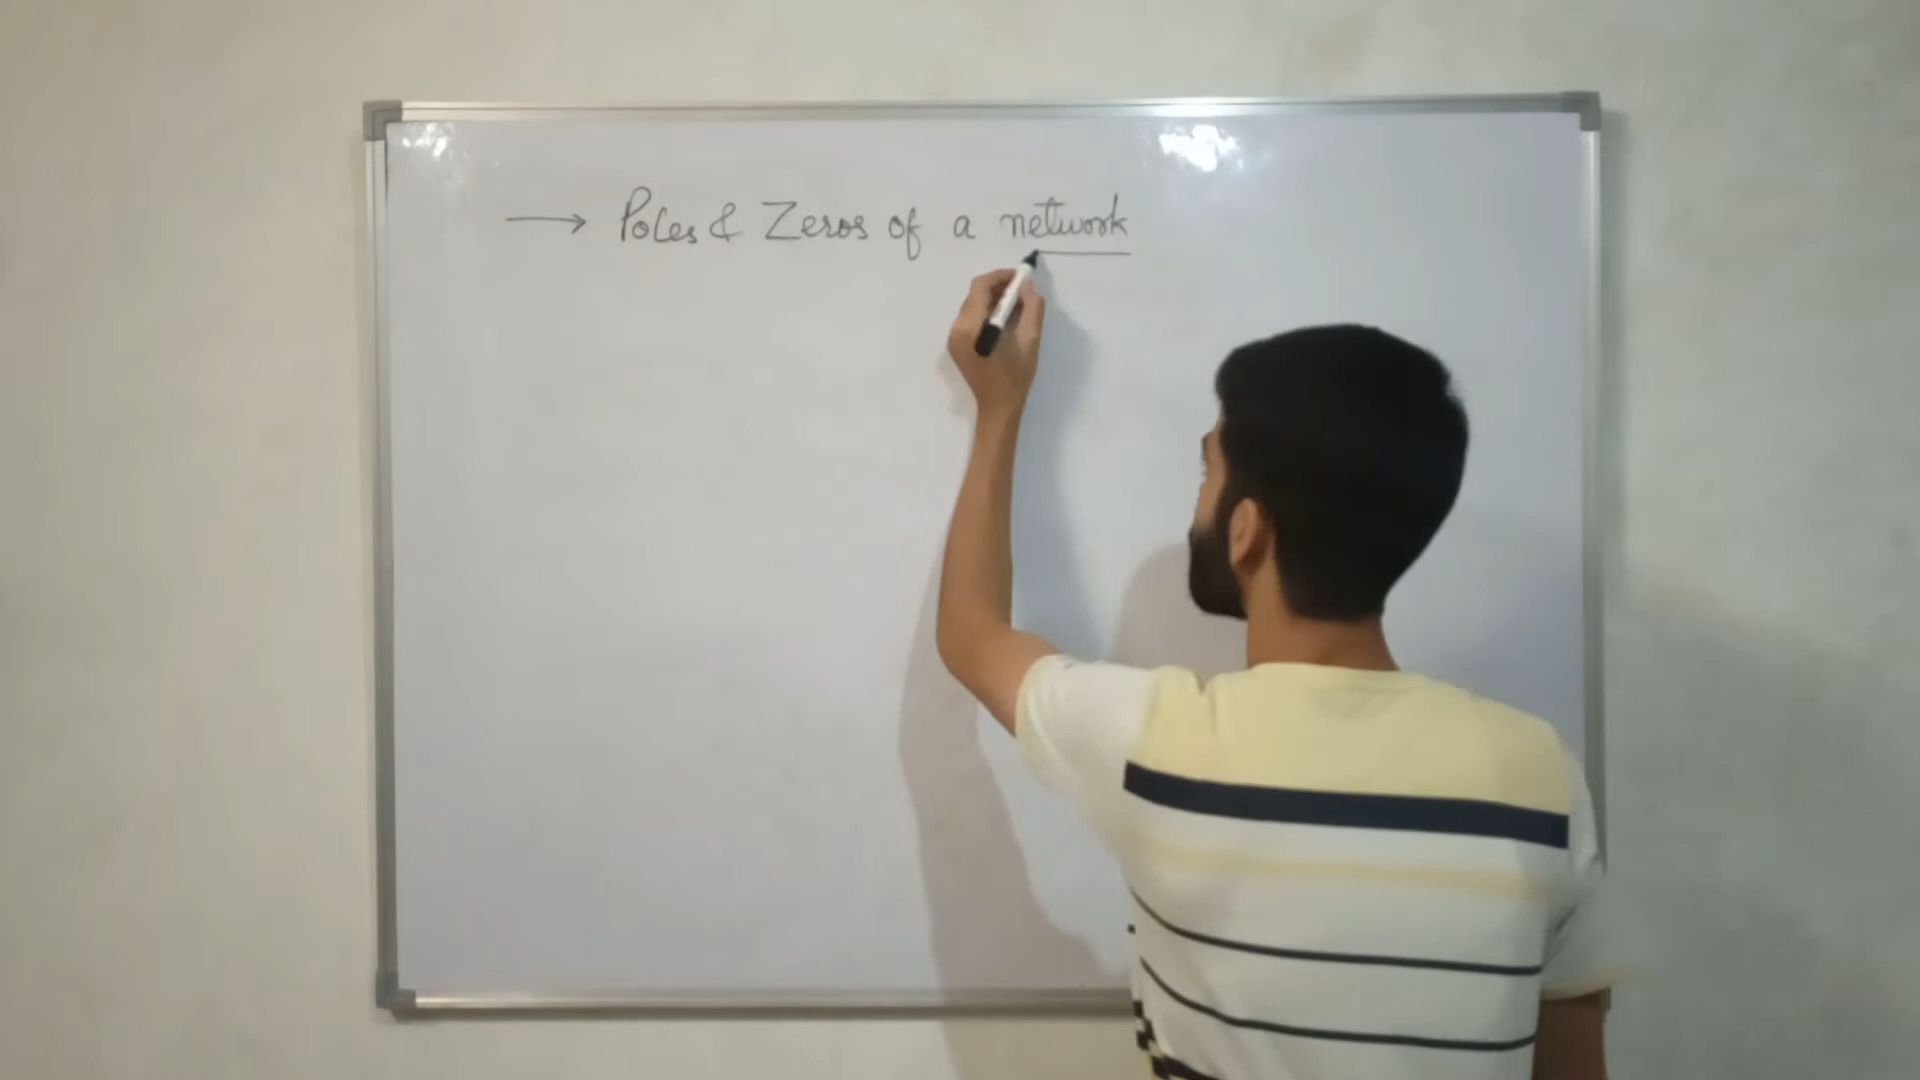 → Poles & Zeros of a network